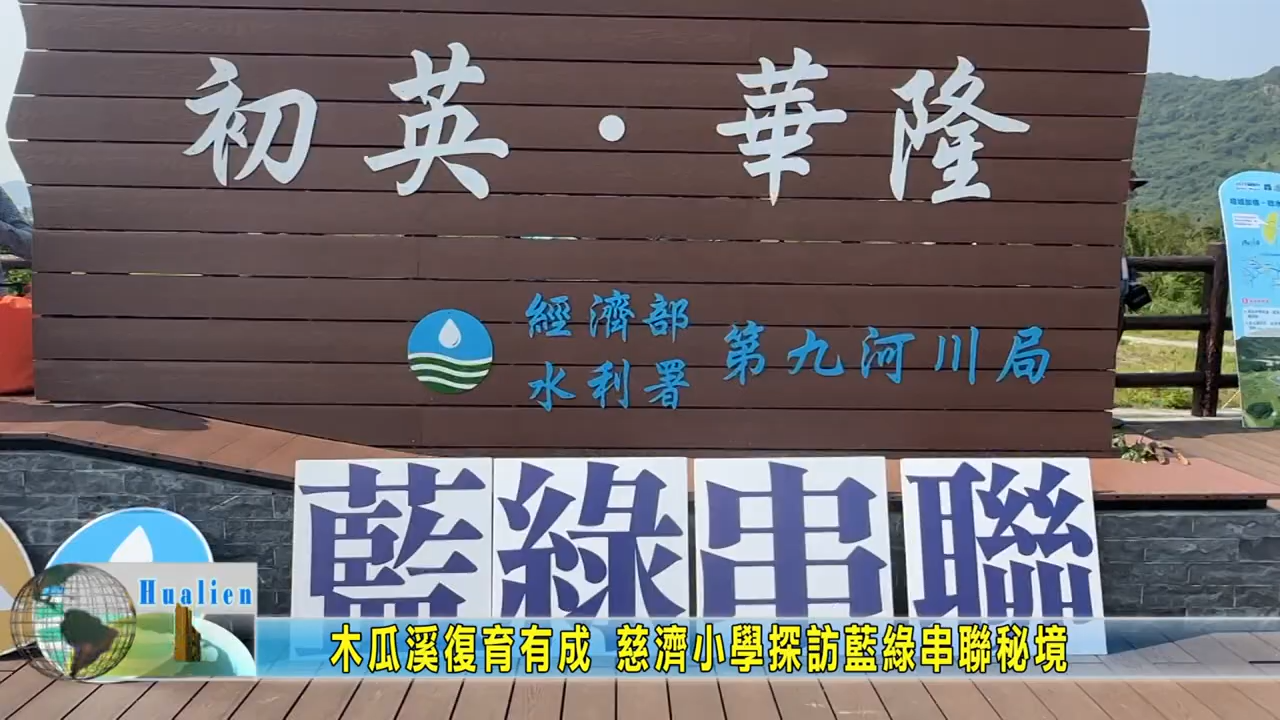 初英・華隆
經濟部
水利署
第九河川局
藍綠串聯
Hualien
木瓜溪復育有成 慈濟小學探訪藍綠串聯秘境